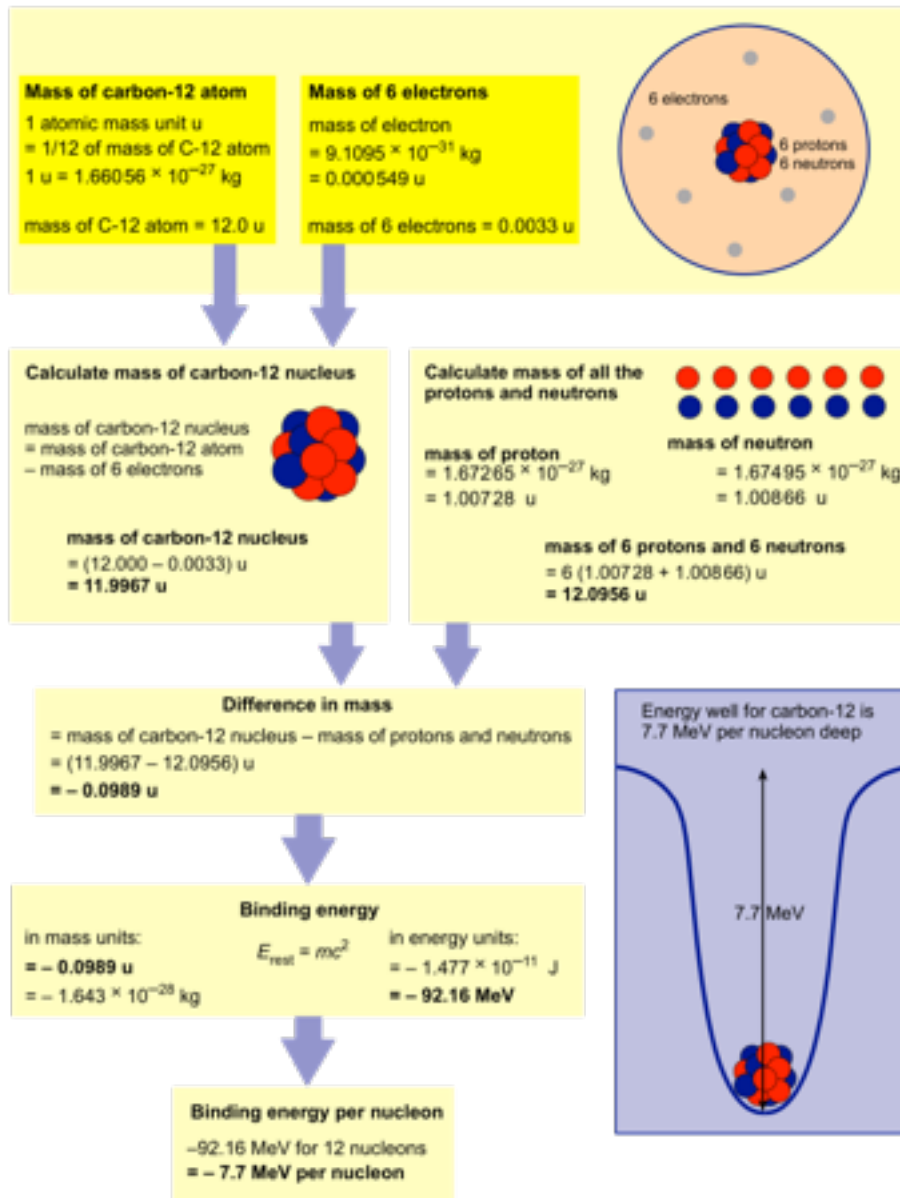 Mass of carbon-12 atom
1 atomic mass unit u
= 1/12 of mass of C-12 atom
1 u = 1.66056 × 10⁻²⁷ kg
mass of C-12 atom = 12.0 u
Mass of 6 electrons
mass of electron
= 9.1095 × 10⁻³¹ kg
= 0.000549 u
mass of 6 electrons = 0.0033 u
6 electrons
6 protons
6 neutrons
Calculate mass of carbon-12 nucleus
mass of carbon-12 nucleus
= mass of carbon-12 atom
– mass of 6 electrons
mass of carbon-12 nucleus
= (12.000 – 0.0033) u
= 11.9967 u
Calculate mass of all the
protons and neutrons
mass of proton
= 1.67265 × 10⁻²⁷ kg
= 1.00728 u
mass of neutron
= 1.67495 × 10⁻²⁷ kg
= 1.00866 u
mass of 6 protons and 6 neutrons
= 6 (1.00728 + 1.00866) u
= 12.0956 u
Difference in mass
= mass of carbon-12 nucleus – mass of protons and neutrons
= (11.9967 – 12.0956) u
= – 0.0989 u
Energy well for carbon-12 is
7.7 MeV per nucleon deep
7.7 MeV
Binding energy
in mass units:
= – 0.0989 u
= – 1.643 × 10⁻²⁸ kg
E_rest = mc²
in energy units:
= – 1.477 × 10⁻¹¹ J
= – 92.16 MeV
Binding energy per nucleon
–92.16 MeV for 12 nucleons
= – 7.7 MeV per nucleon